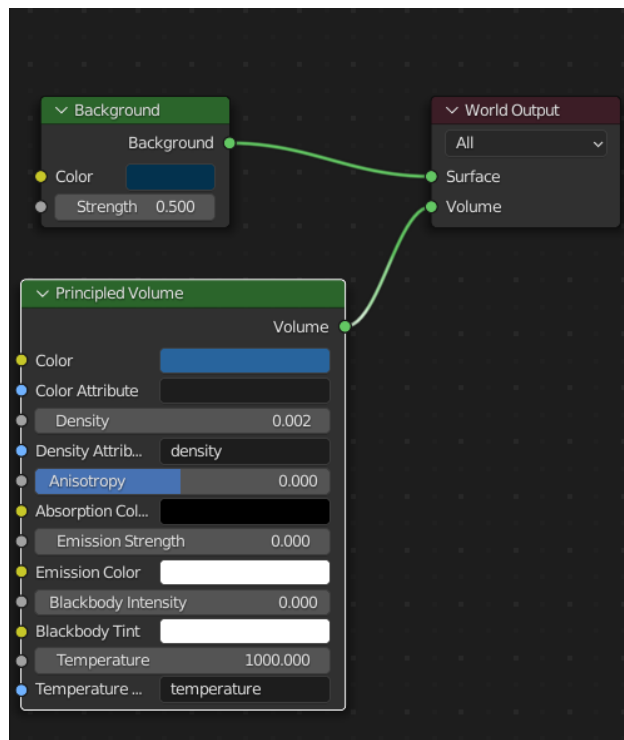 Background
Background
Color
Strength 0.500
World Output
All
Surface
Volume
Principled Volume
Volume
Color
Color Attribute
Density 0.002
Density Attrib... density
Anisotropy 0.000
Absorption Col...
Emission Strength 0.000
Emission Color
Blackbody Intensity 0.000
Blackbody Tint
Temperature 1000.000
Temperature ... temperature